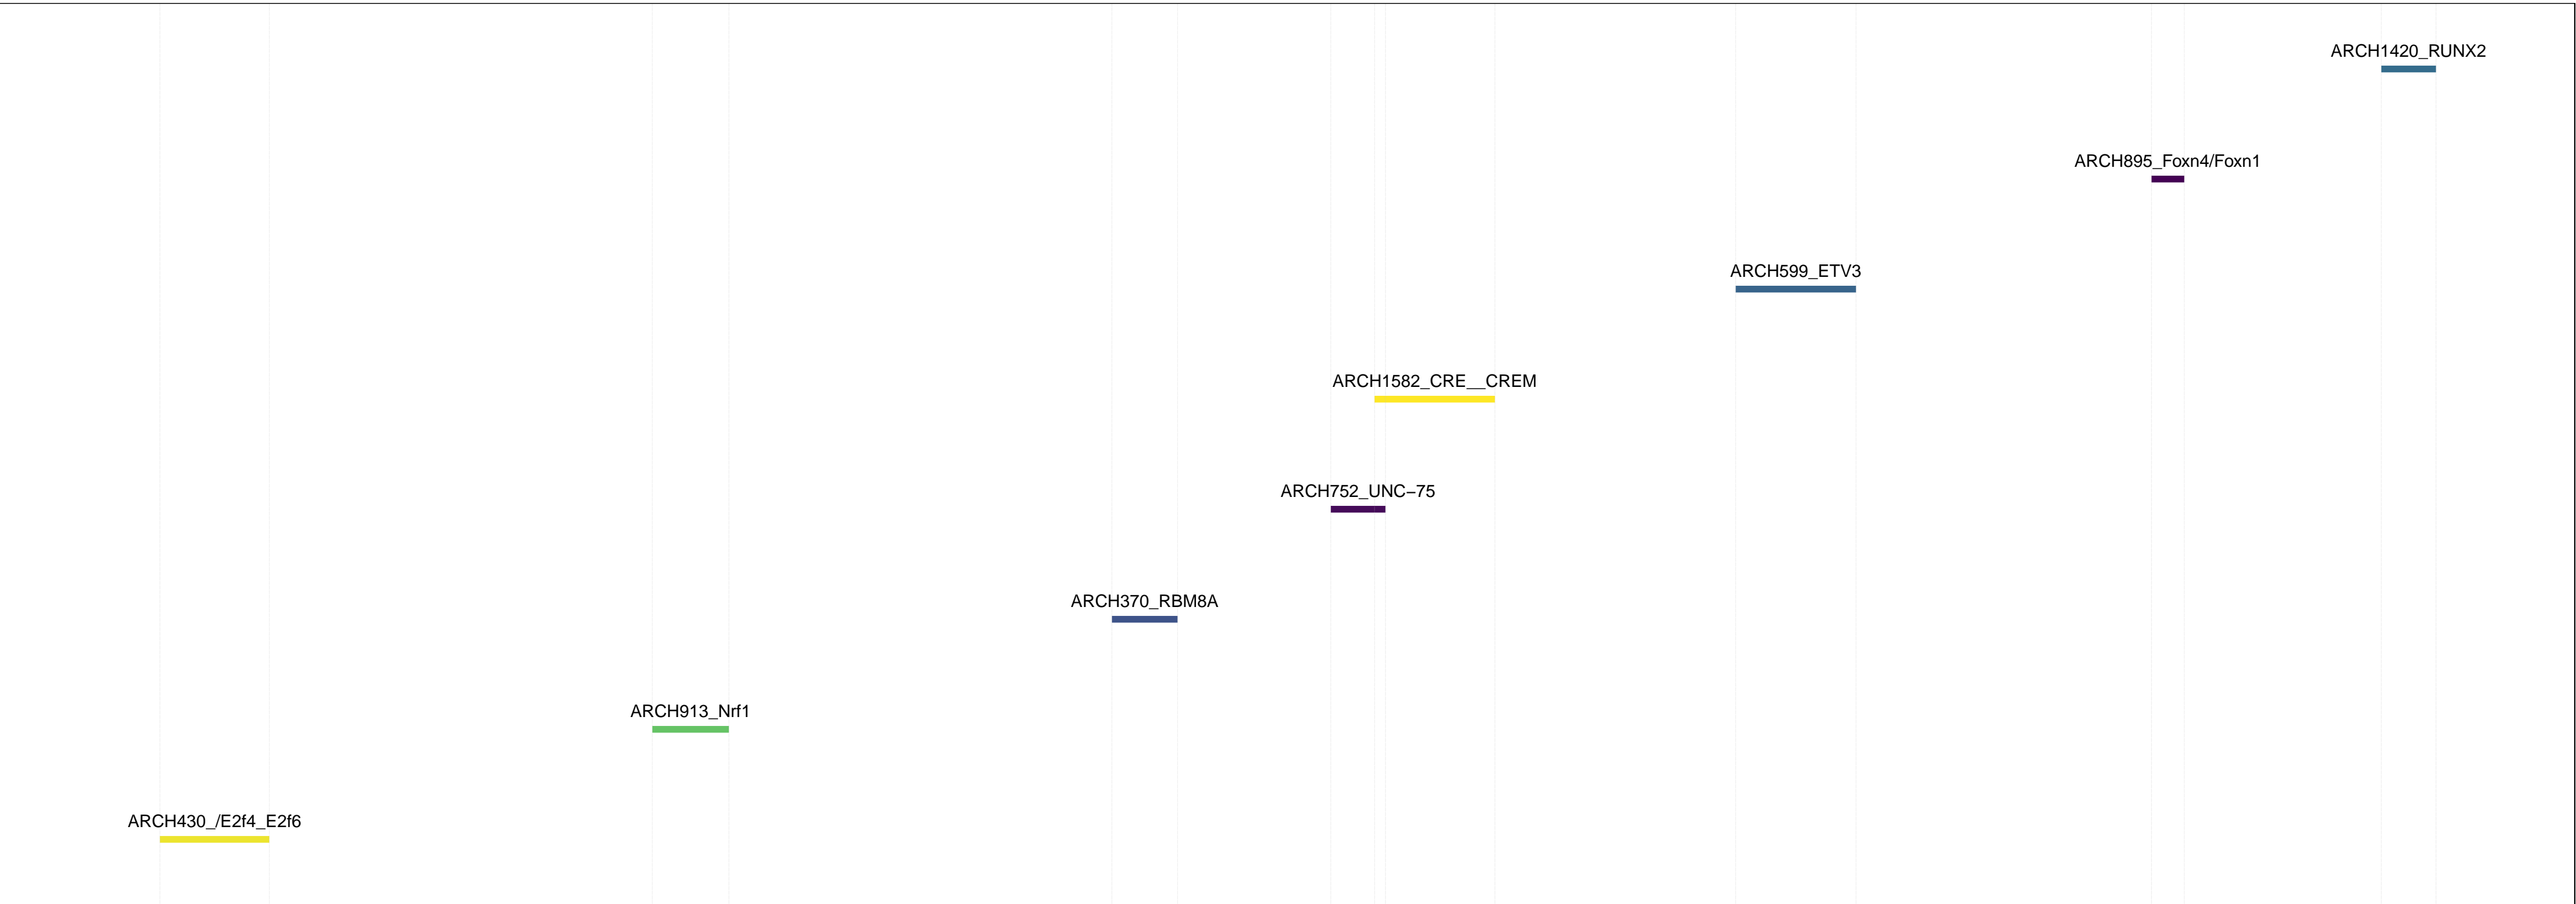 ARCH1420_RUNX2
ARCH895_Foxn4/Foxn1
ARCH599_ETV3
ARCH1582_CRE__CREM
ARCH752_UNC−75
ARCH370_RBM8A
ARCH913_Nrf1
ARCH430_/E2f4_E2f6